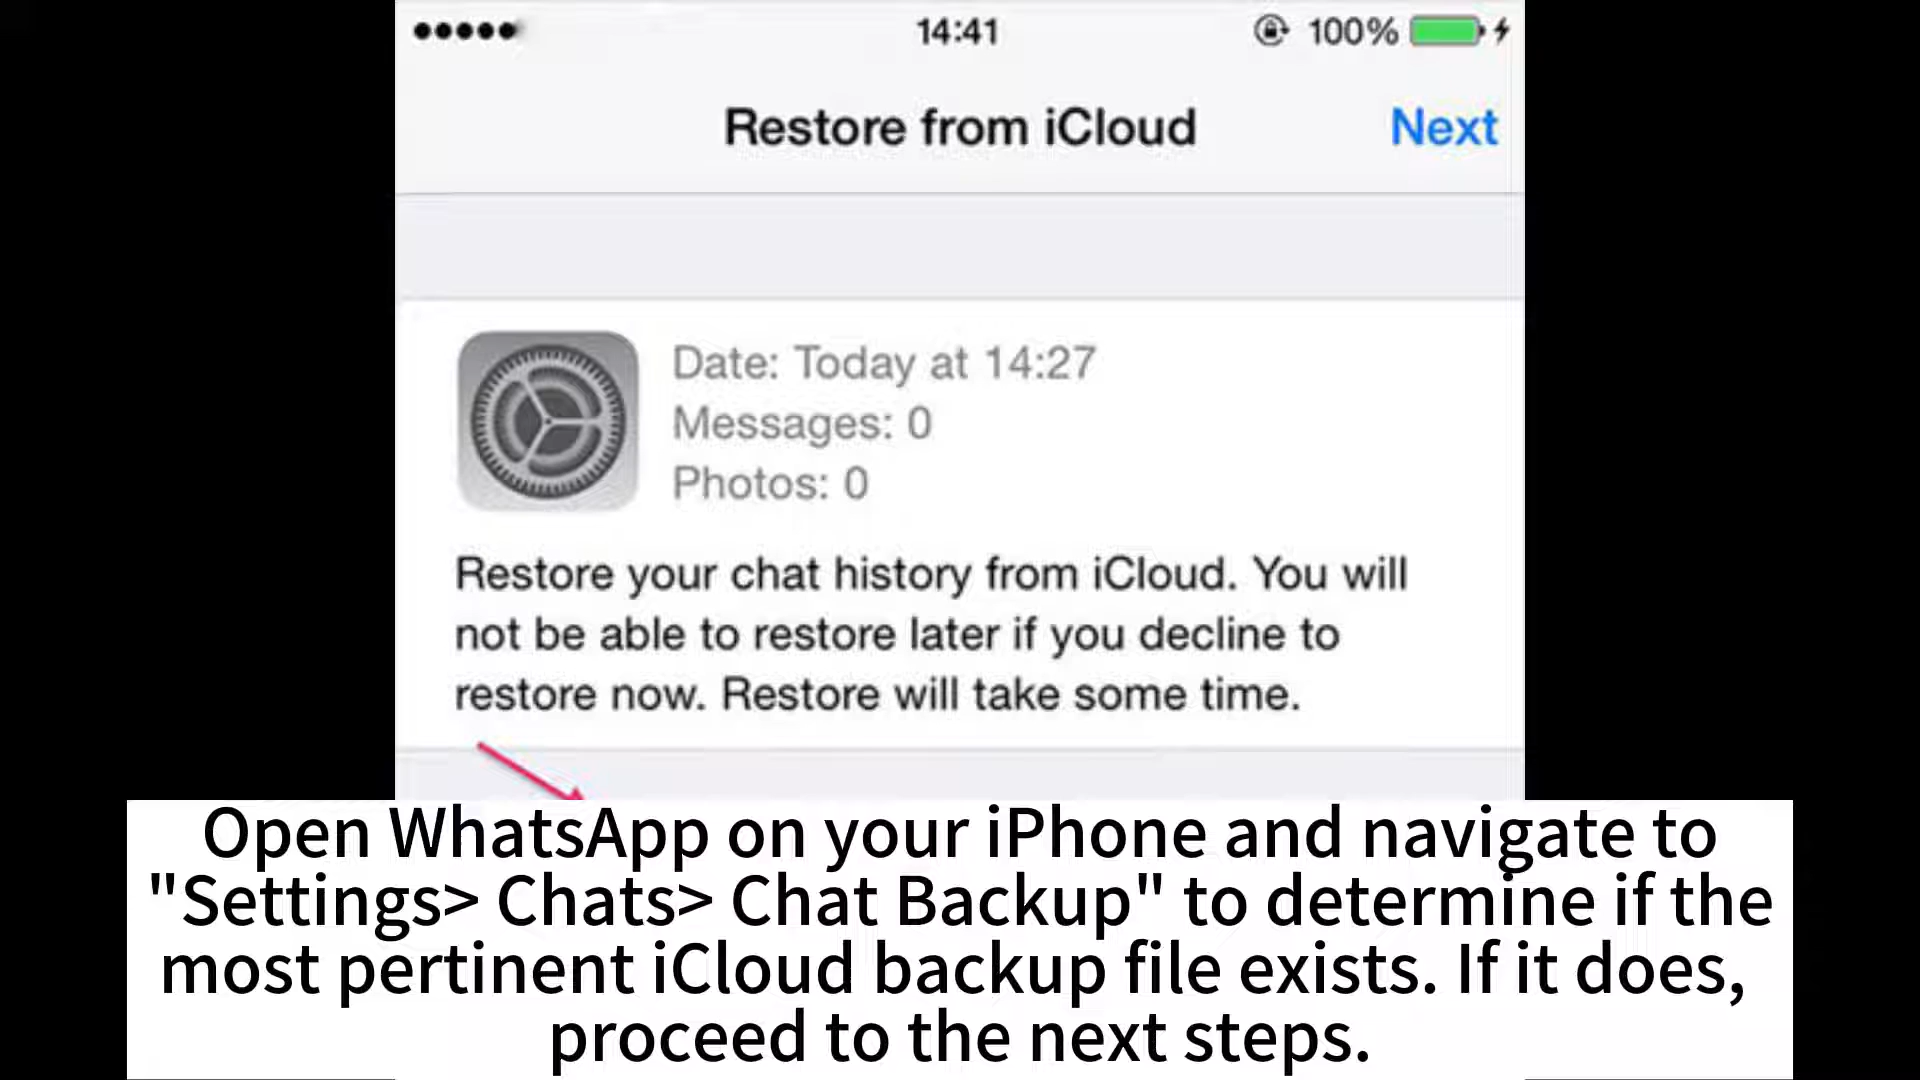 14:41
100%
Restore from iCloud
Next
Date: Today at 14:27
Messages: 0
Photos: 0
Restore your chat history from iCloud. You will
not be able to restore later if you decline to
restore now. Restore will take some time.
Open WhatsApp on your iPhone and navigate to
"Settings> Chats> Chat Backup" to determine if the
most pertinent iCloud backup file exists. If it does,
proceed to the next steps.